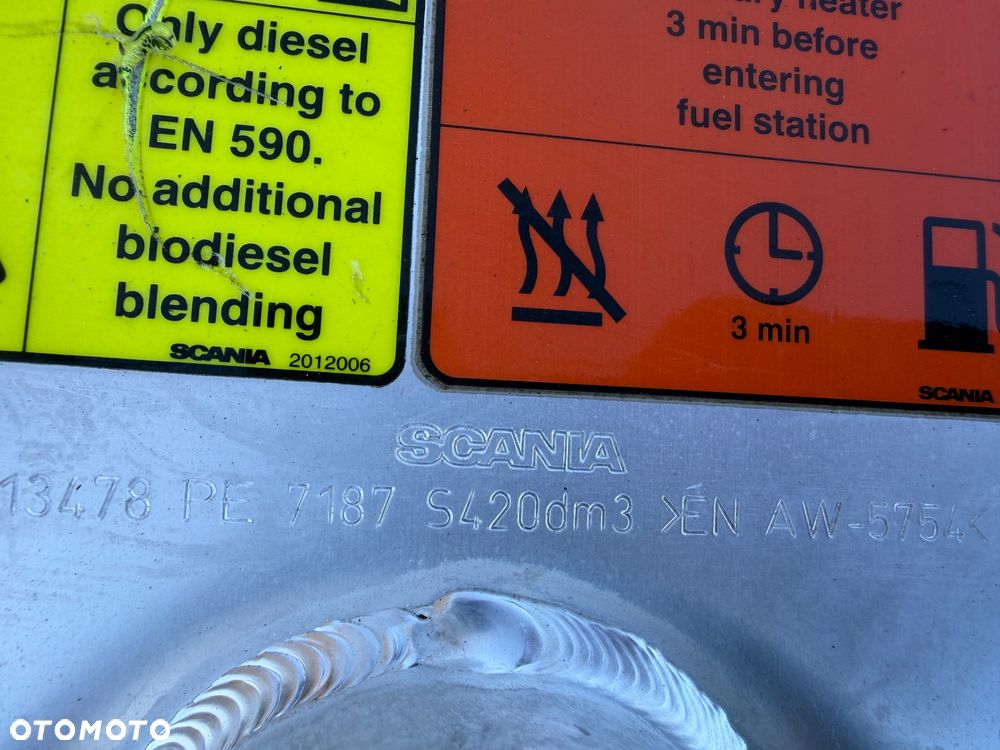 Only diesel
according to
EN 590.
No additional
biodiesel
blending
SCANIA 2012006
heater
3 min before
entering
fuel station
3 min
SCANIA
SCANIA
13478 PE 7187 S420dm3 >EN AW-5754<
OTOMOTO